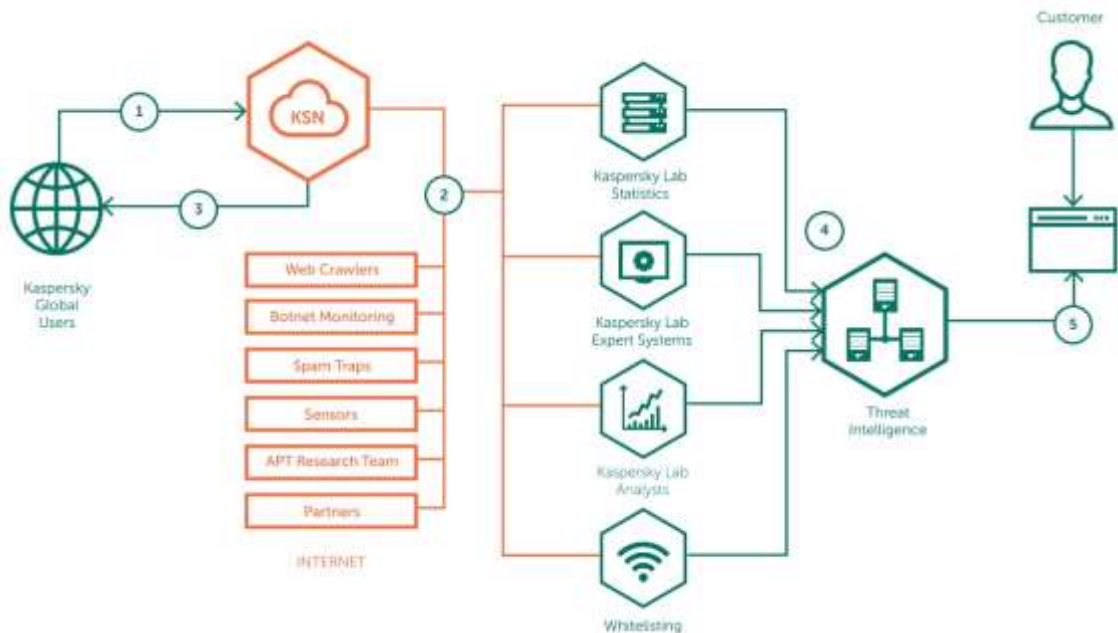 Customer
1
KSN
Kaspersky Lab
Statistics
2
3
4
Kaspersky
Global
Users
Web Crawlers
Botnet Monitoring
Spam Traps
Sensors
APT Research Team
Partners
INTERNET
Kaspersky Lab
Expert Systems
5
Threat
Intelligence
Kaspersky Lab
Analysts
Whitelisting